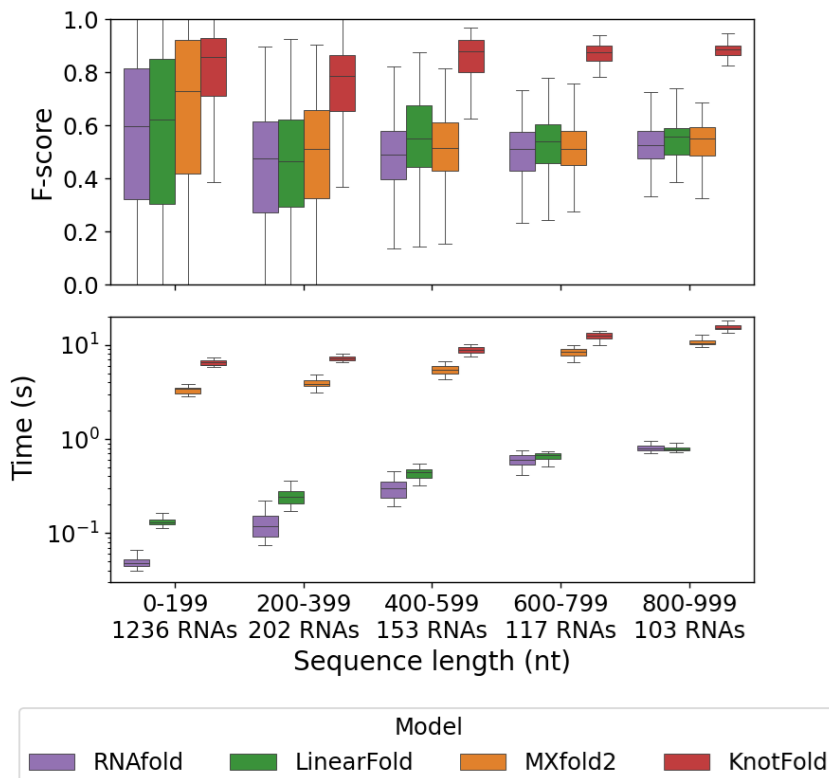 1.0
0.8
0.6
0.4
0.2
0.0
F-score
10¹
10⁰
10⁻¹
Time (s)
0-199 200-399 400-599 600-799 800-999
1236 RNAs 202 RNAs 153 RNAs 117 RNAs 103 RNAs
Sequence length (nt)
Model
RNAfold LinearFold MXfold2 KnotFold